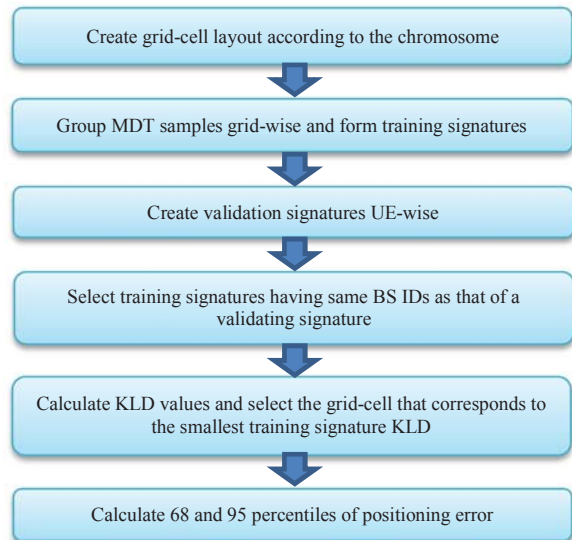 Create grid-cell layout according to the chromosome
Group MDT samples grid-wise and form training signatures
Create validation signatures UE-wise
Select training signatures having same BS IDs as that of a
validating signature
Calculate KLD values and select the grid-cell that corresponds to
the smallest training signature KLD
Calculate 68 and 95 percentiles of positioning error